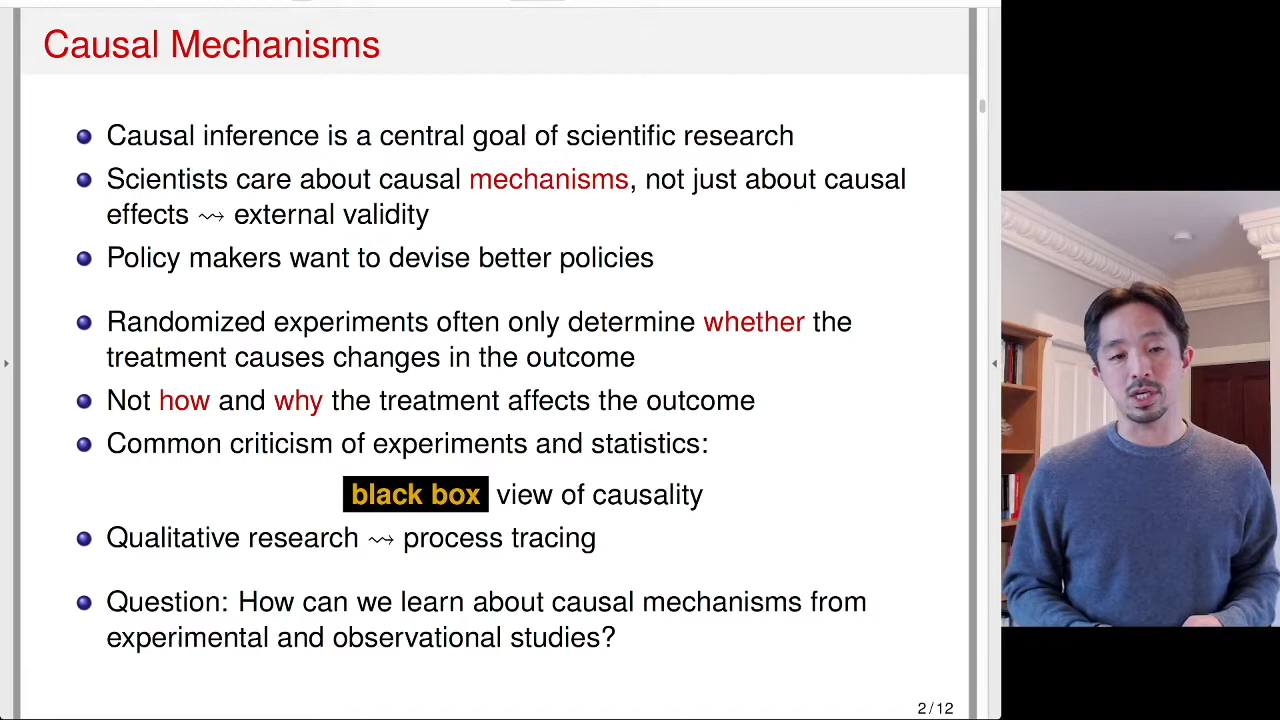 Causal Mechanisms
Causal inference is a central goal of scientific research
Scientists care about causal mechanisms, not just about causal
effects ⇝ external validity
Policy makers want to devise better policies
Randomized experiments often only determine whether the
treatment causes changes in the outcome
Not how and why the treatment affects the outcome
Common criticism of experiments and statistics:
black box view of causality
Qualitative research ⇝ process tracing
Question: How can we learn about causal mechanisms from
experimental and observational studies?
2 / 12